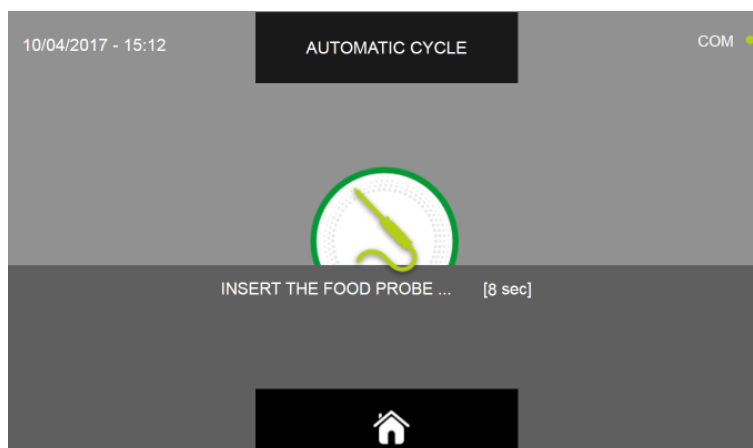 10/04/2017 - 15:12
AUTOMATIC CYCLE
COM
INSERT THE FOOD PROBE ... [8 sec]